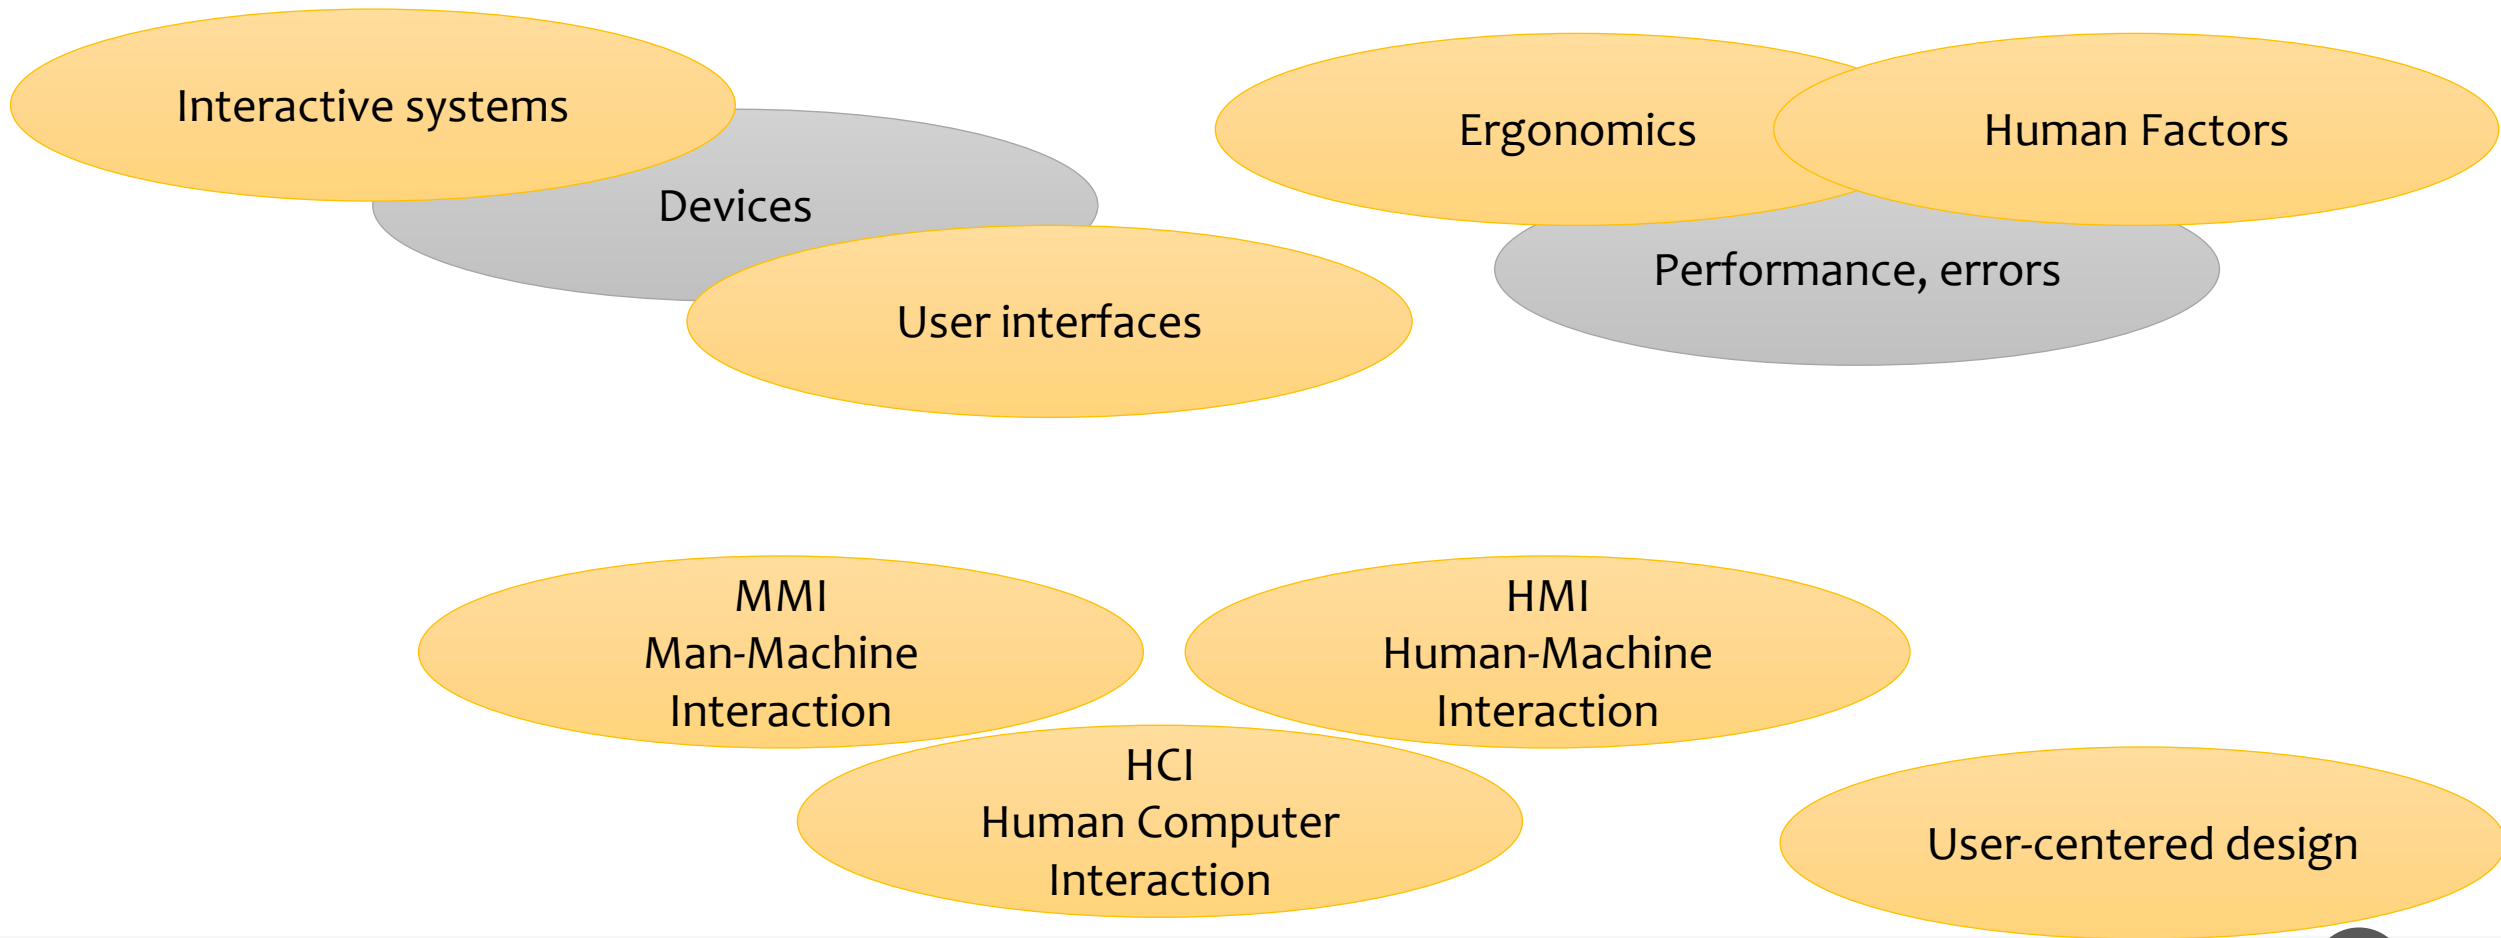 Interactive systems
Devices
User interfaces
Ergonomics
Human Factors
Performance, errors
MMI
Man-Machine
Interaction
HMI
Human-Machine
Interaction
HCI
Human Computer
Interaction
User-centered design